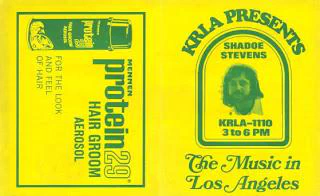 MENNEN
protein 29®
HAIR GROOM
AEROSOL
FOR THE LOOK
AND FEEL
OF HAIR
KRLA PRESENTS
SHADOE
STEVENS
KRLA-1110
3 to 6 PM
The Music in
Los Angeles